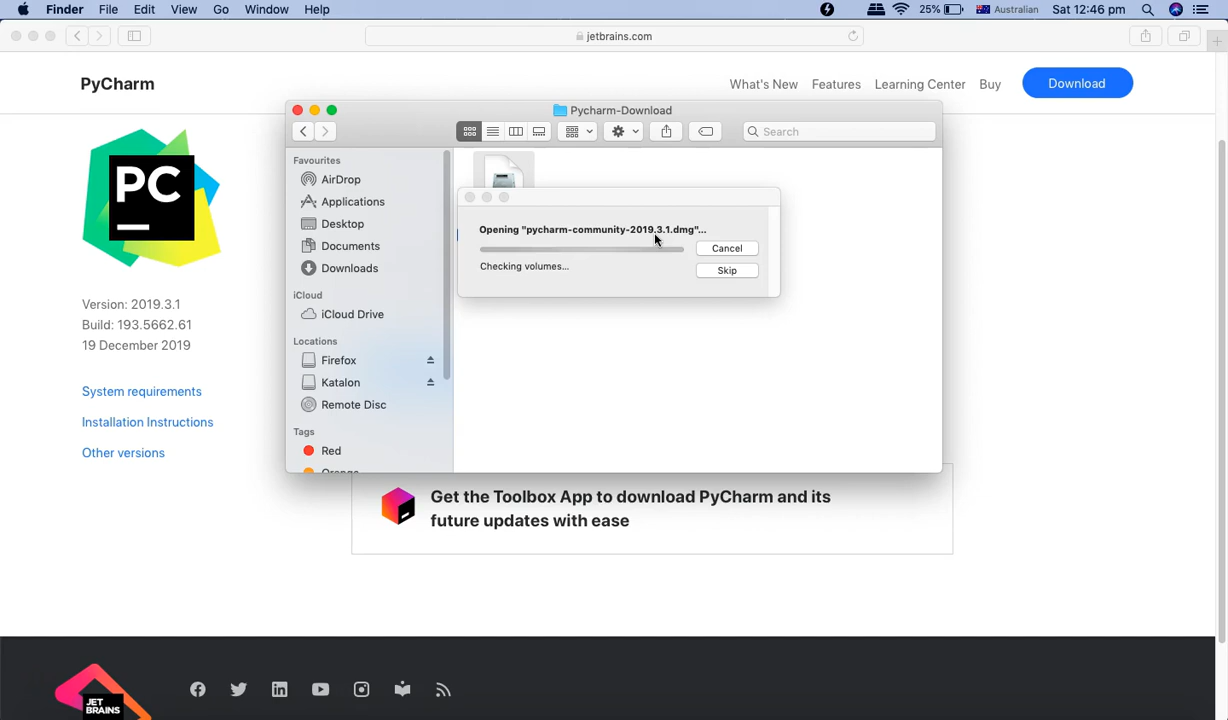 Finder File Edit View Go Window Help
25% Australian Sat 12:46 pm
jetbrains.com
PyCharm
What's New Features Learning Center Buy Download
Pycharm-Download
Search
Favourites
AirDrop
Applications
Desktop
Documents
Downloads
iCloud
iCloud Drive
Locations
Firefox
Katalon
Remote Disc
Tags
Red
Orange
Opening "pycharm-community-2019.3.1.dmg"...
Cancel
Checking volumes...
Skip
PC
Version: 2019.3.1
Build: 193.5662.61
19 December 2019
System requirements
Installation Instructions
Other versions
Get the Toolbox App to download PyCharm and its
future updates with ease
JET
BRAINS